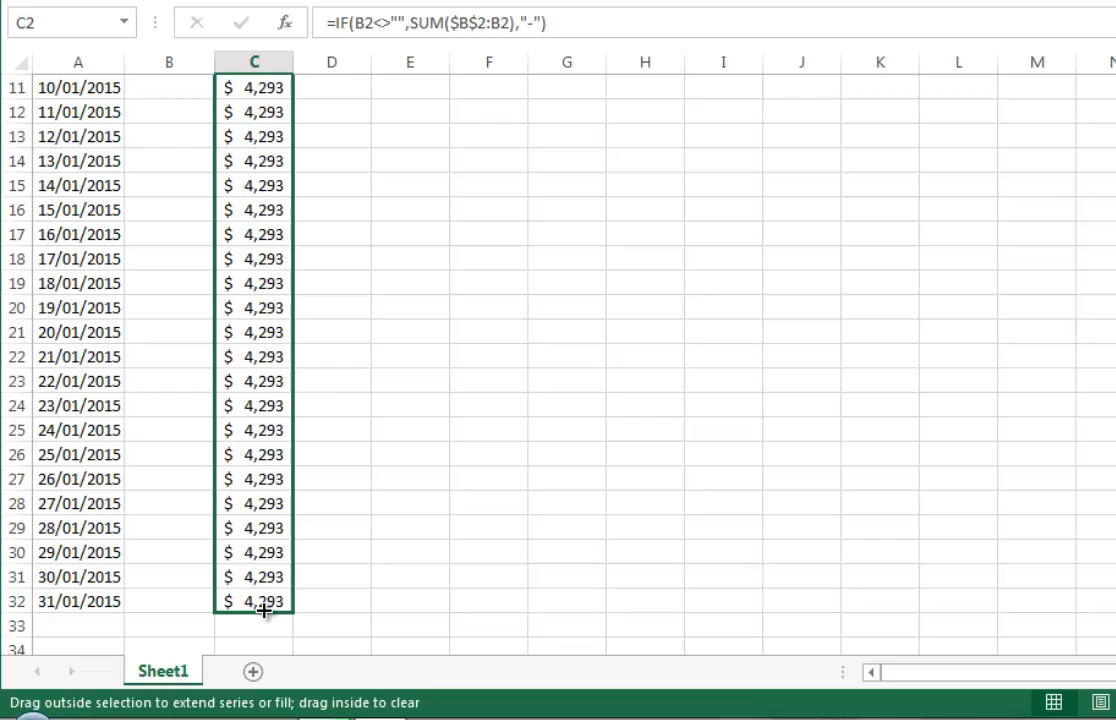 C2 fx =IF(B2<>"",SUM($B$2:B2),"-")
A B C D E F G H I J K L M N
11 10/01/2015 $ 4,293
12 11/01/2015 $ 4,293
13 12/01/2015 $ 4,293
14 13/01/2015 $ 4,293
15 14/01/2015 $ 4,293
16 15/01/2015 $ 4,293
17 16/01/2015 $ 4,293
18 17/01/2015 $ 4,293
19 18/01/2015 $ 4,293
20 19/01/2015 $ 4,293
21 20/01/2015 $ 4,293
22 21/01/2015 $ 4,293
23 22/01/2015 $ 4,293
24 23/01/2015 $ 4,293
25 24/01/2015 $ 4,293
26 25/01/2015 $ 4,293
27 26/01/2015 $ 4,293
28 27/01/2015 $ 4,293
29 28/01/2015 $ 4,293
30 29/01/2015 $ 4,293
31 30/01/2015 $ 4,293
32 31/01/2015 $ 4,293
33
34
Sheet1
Drag outside selection to extend series or fill; drag inside to clear